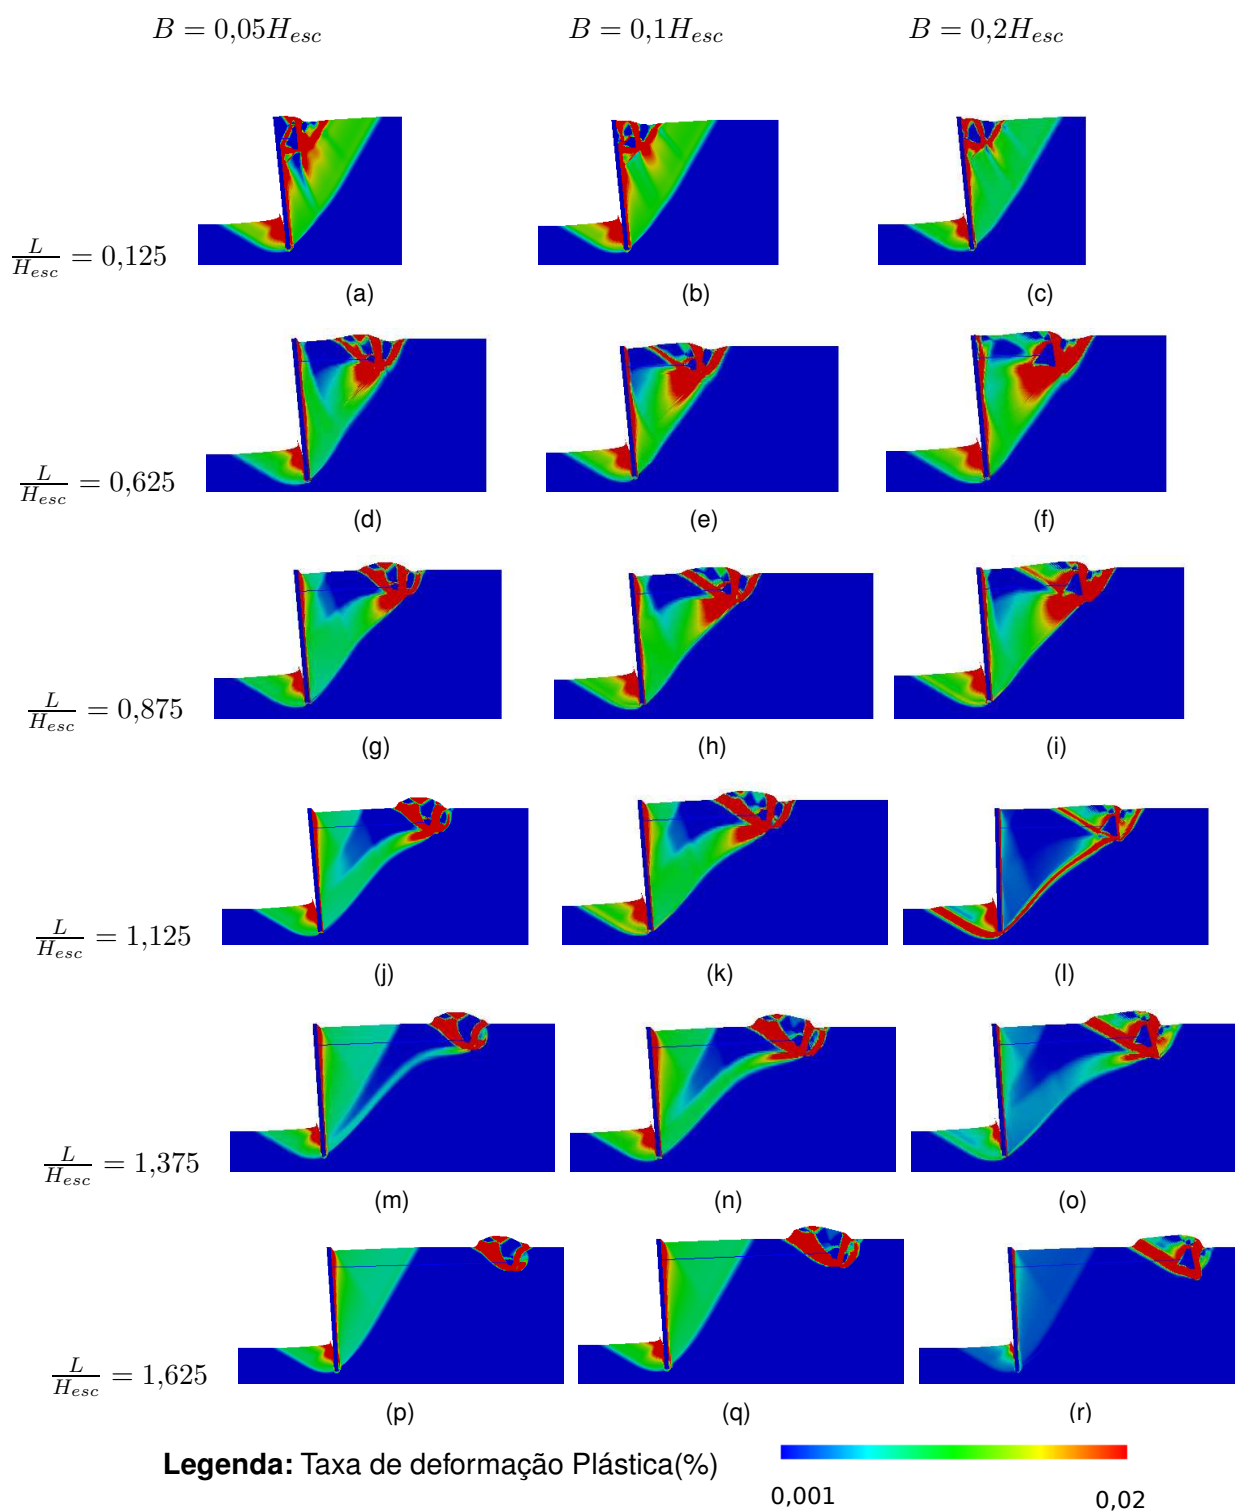 B = 0,05H_esc B = 0,1H_esc B = 0,2H_esc
L/H_esc = 0,125
(a) (b) (c)
L/H_esc = 0,625
(d) (e) (f)
L/H_esc = 0,875
(g) (h) (i)
L/H_esc = 1,125
(j) (k) (l)
L/H_esc = 1,375
(m) (n) (o)
L/H_esc = 1,625
(p) (q) (r)
Legenda: Taxa de deformação Plástica(%)
0,001 0,02